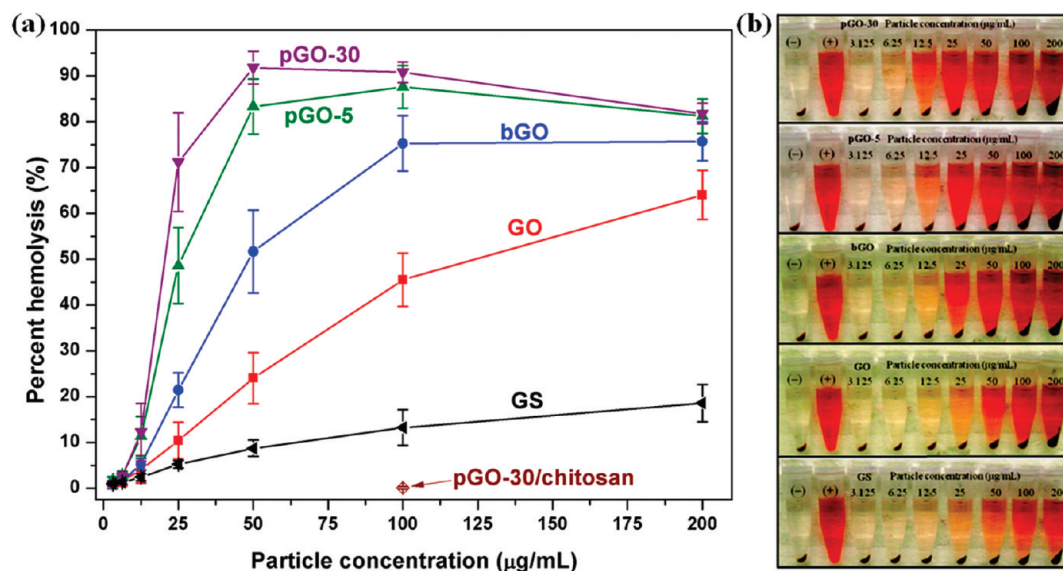 (a)
Percent hemolysis (%)
100
90
80
70
60
50
40
30
20
10
0
pGO-30
pGO-5
bGO
GO
GS
pGO-30/chitosan
0 25 50 75 100 125 150 175 200
Particle concentration (µg/mL)
(b)
pGO-30 Particle concentration (µg/mL)
(−) (+) 3.125 6.25 12.5 25 50 100 200
pGO-5 Particle concentration (µg/mL)
(−) (+) 3.125 6.25 12.5 25 50 100 200
bGO Particle concentration (µg/mL)
(−) (+) 3.125 6.25 12.5 25 50 100 200
GO Particle concentration (µg/mL)
(−) (+) 3.125 6.25 12.5 25 50 100 200
GS Particle concentration (µg/mL)
(−) (+) 3.125 6.25 12.5 25 50 100 200